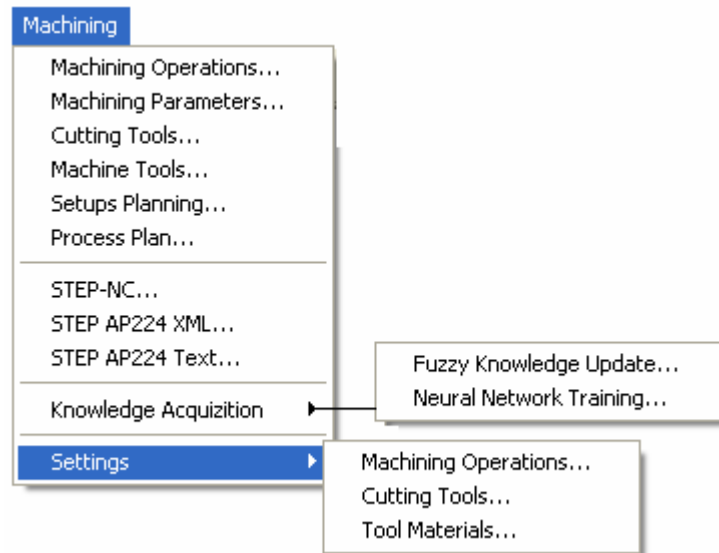 Machining
Machining Operations...
Machining Parameters...
Cutting Tools...
Machine Tools...
Setups Planning...
Process Plan...
STEP-NC...
STEP AP224 XML...
STEP AP224 Text...
Knowledge Acquizition
Fuzzy Knowledge Update...
Neural Network Training...
Settings
Machining Operations...
Cutting Tools...
Tool Materials...